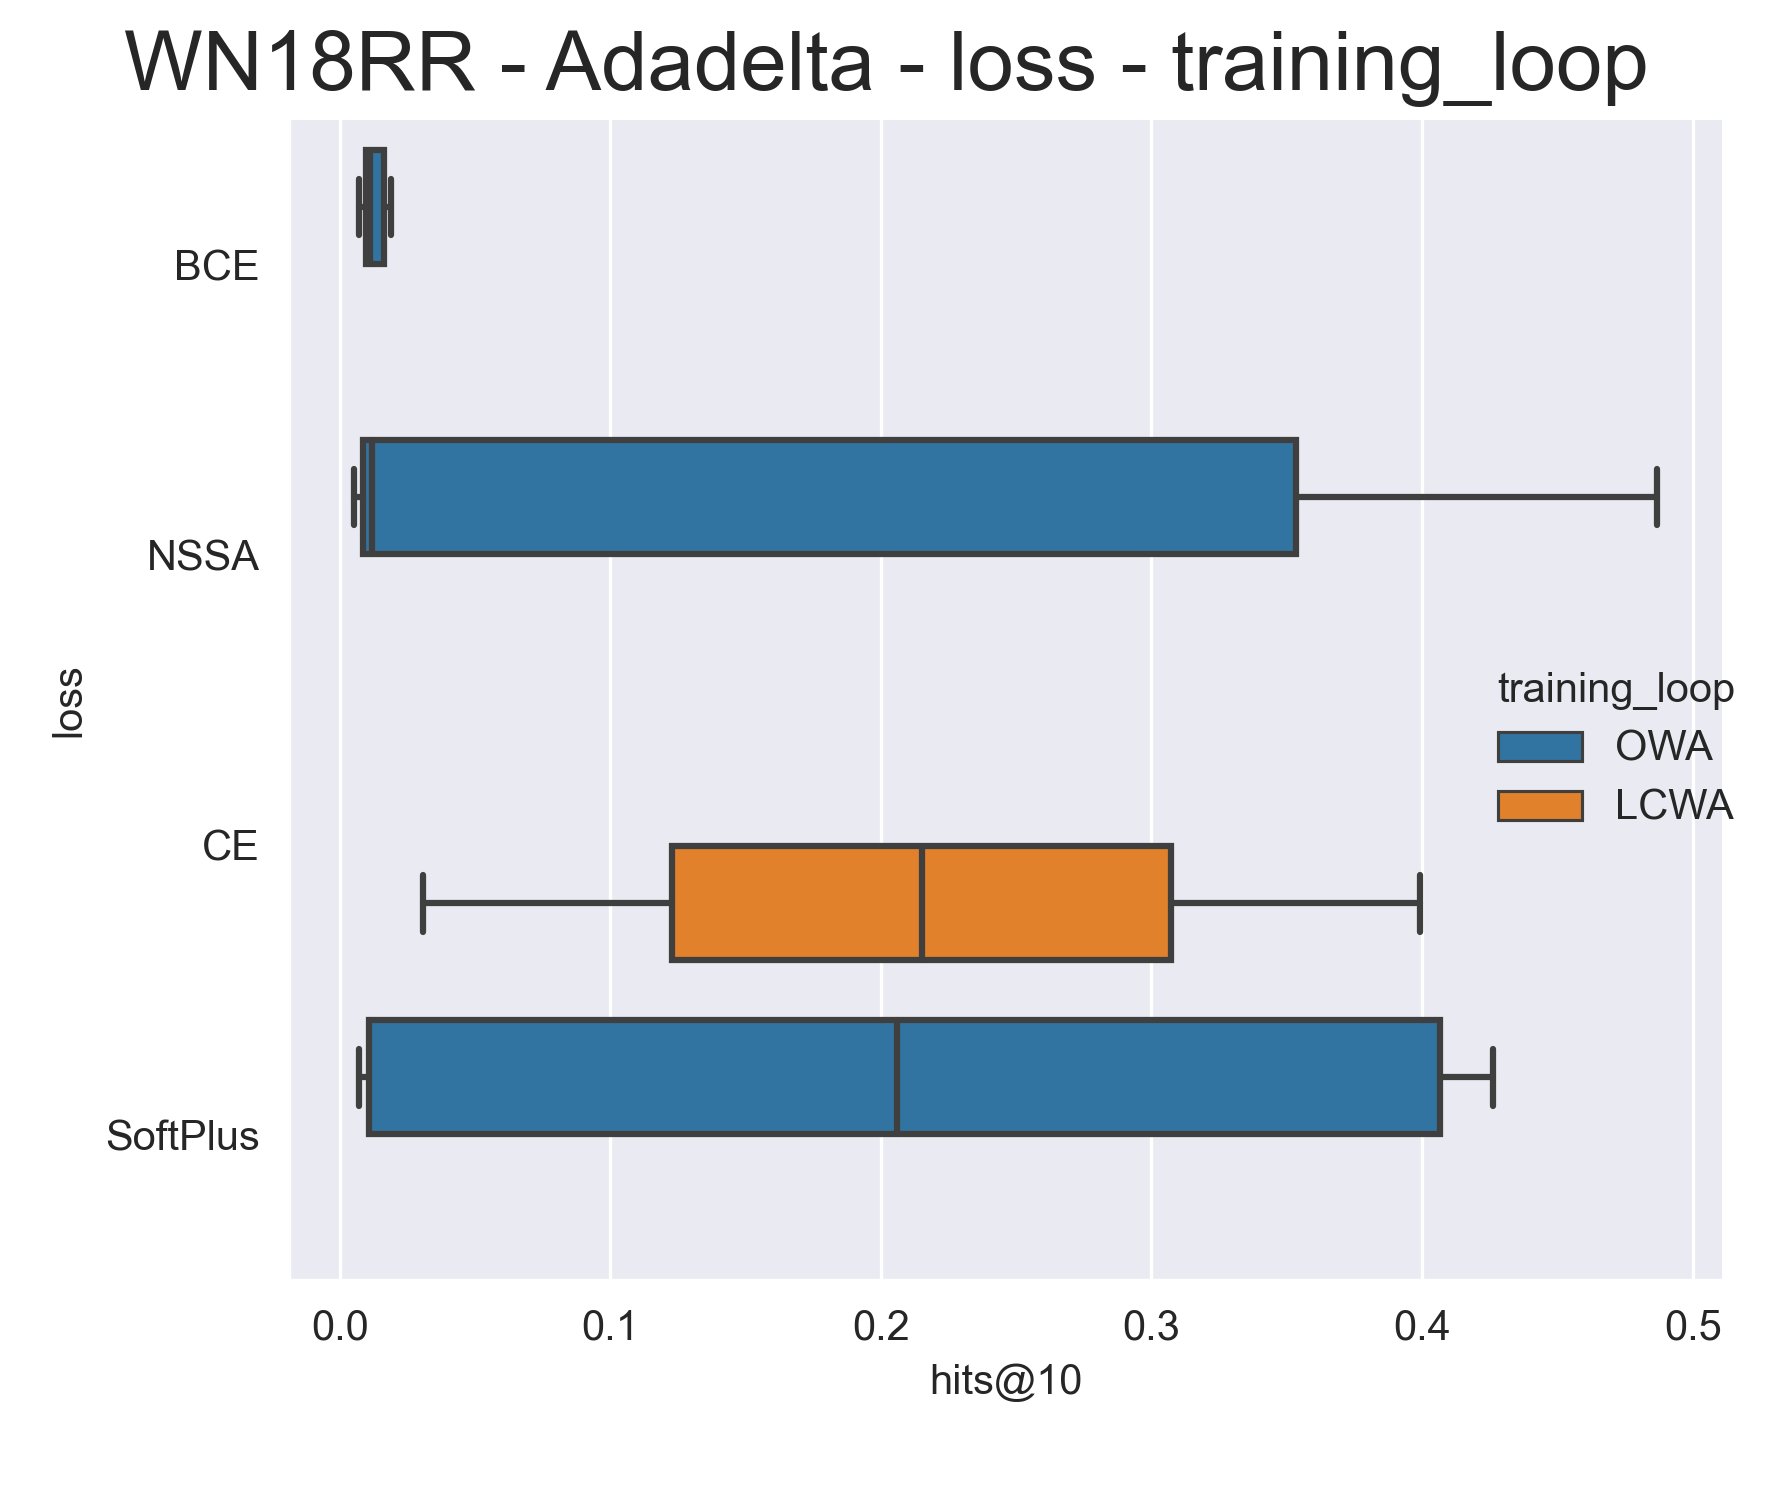 WN18RR - Adadelta - loss - training_loop
BCE
NSSA
CE
SoftPlus
loss
training_loop
OWA
LCWA
0.0 0.1 0.2 0.3 0.4 0.5
hits@10